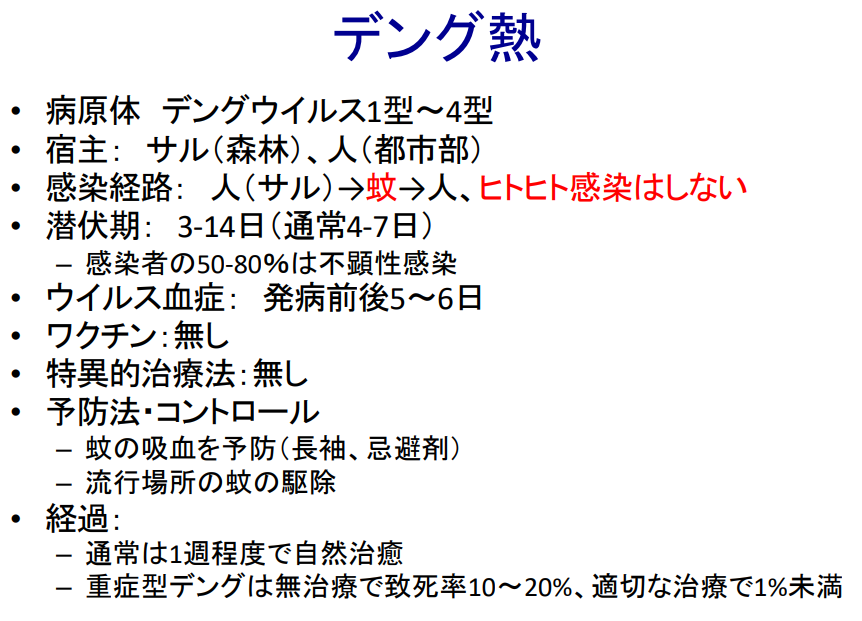 デング熱
• 病原体　デングウイルス1型～4型
• 宿主：　サル（森林）、人（都市部）
• 感染経路：　人（サル）→蚊→人、ヒトヒト感染はしない
• 潜伏期：　3-14日（通常4-7日）
– 感染者の50-80%は不顕性感染
• ウイルス血症：　発病前後5～6日
• ワクチン：無し
• 特異的治療法：無し
• 予防法・コントロール
– 蚊の吸血を予防（長袖、忌避剤）
– 流行場所の蚊の駆除
• 経過：
– 通常は1週程度で自然治癒
– 重症型デングは無治療で致死率10～20%、適切な治療で1%未満